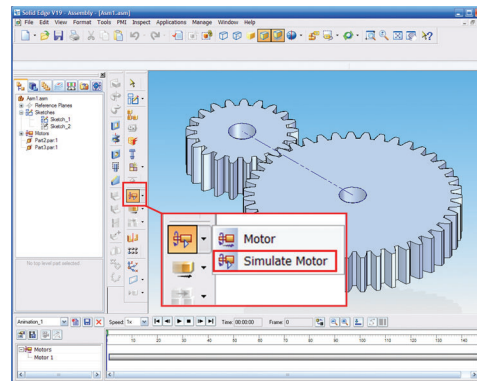 Solid Edge V19 - Assembly - [Asm1.asm]
File Edit View Format Tools PMI Inspect Applications Manage Window Help
Asm1.asm
Reference Planes
Sketches
Sketch_1
Sketch_2
Motors
Part2.par:1
Part3.par:1
Motor
Simulate Motor
No top level part selected
Animation_1 Speed: 1x Time: 00:00:00 Frame: 0
10 20 30 40 50 60 70 80 90 100 110 120 130 140
Motors
Motor 1